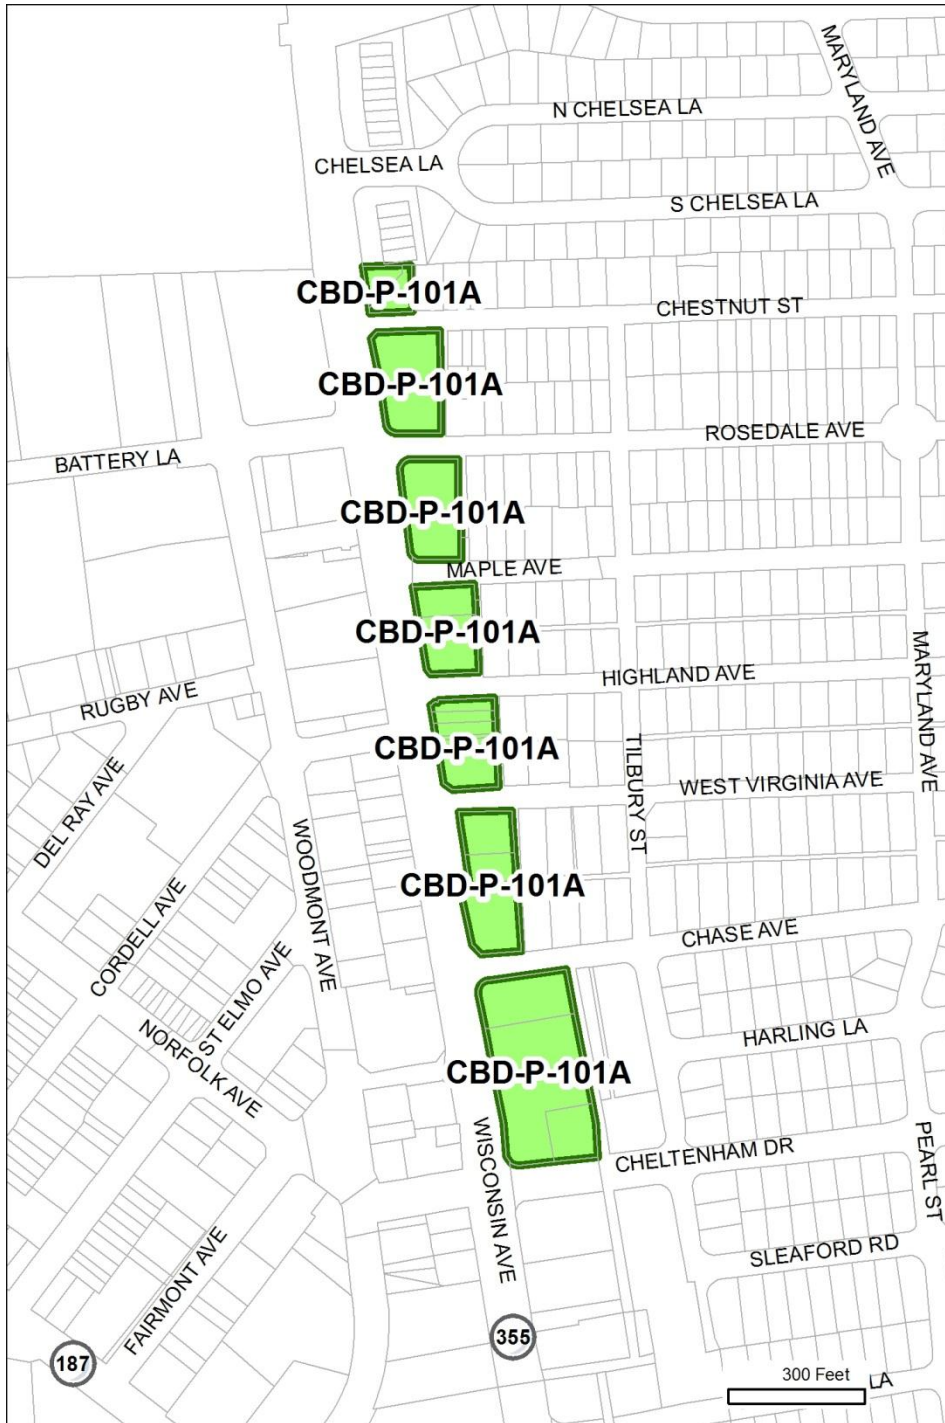 MARYLAND AVE
N CHELSEA LA
CHELSEA LA
S CHELSEA LA
CBD-P-101A
CHESTNUT ST
CBD-P-101A
ROSEDALE AVE
BATTERY LA
CBD-P-101A
MAPLE AVE
CBD-P-101A
MARYLAND AVE
HIGHLAND AVE
RUGBY AVE
CBD-P-101A
TILBURY ST
WEST VIRGINIA AVE
DEL RAY AVE
WOODMONT AVE
CBD-P-101A
CORDELL AVE
CHASE AVE
ST ELMO AVE
NORFOLK AVE
HARLING LA
CBD-P-101A
WISCONSIN AVE
CHELTENHAM DR
PEARL ST
SLEAFORD RD
FAIRMONT AVE
355
187
300 Feet
LA